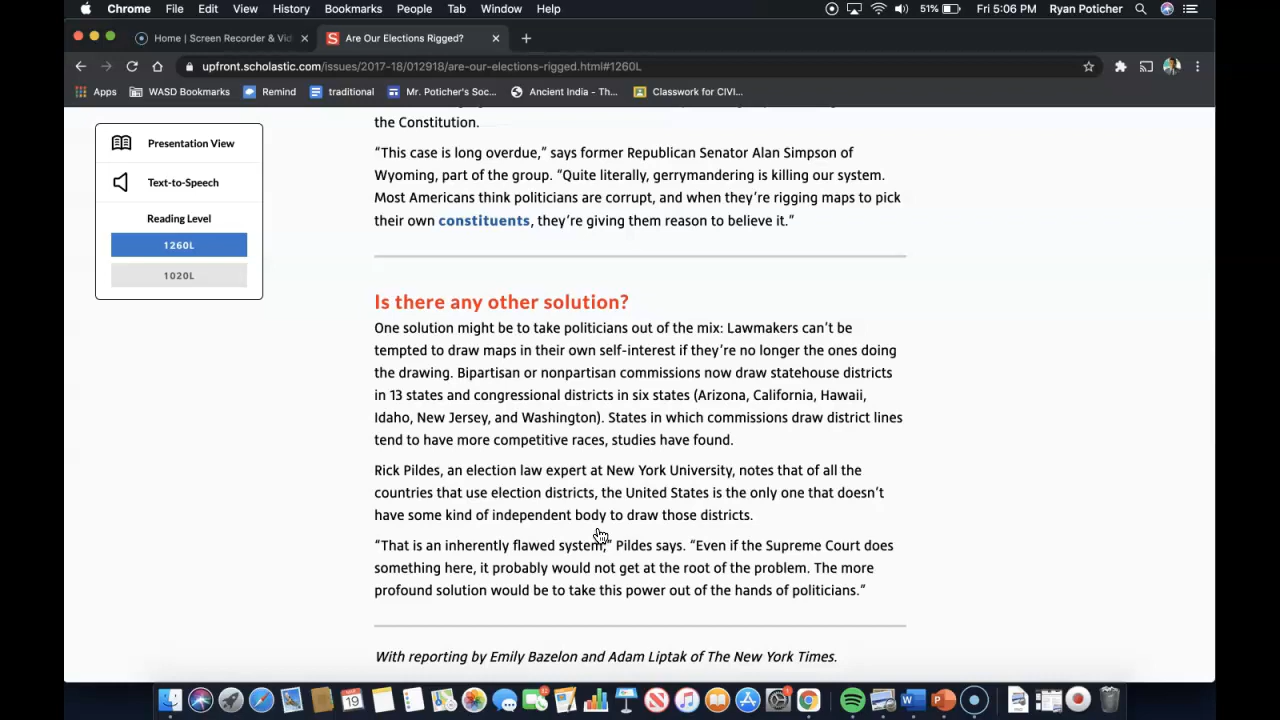 Chrome File Edit View History Bookmarks People Tab Window Help 51% Fri 5:06 PM Ryan Poticher
Home | Screen Recorder & Vid
Are Our Elections Rigged?
upfront.scholastic.com/issues/2017-18/012918/are-our-elections-rigged.html#1260L
Apps WASD Bookmarks Remind traditional Mr. Poticher's Soc... Ancient India - Th... Classwork for CIVI...
Presentation View
Text-to-Speech
Reading Level
1260L
1020L
the Constitution.
“This case is long overdue,” says former Republican Senator Alan Simpson of
Wyoming, part of the group. “Quite literally, gerrymandering is killing our system.
Most Americans think politicians are corrupt, and when they’re rigging maps to pick
their own constituents, they’re giving them reason to believe it.”
Is there any other solution?
One solution might be to take politicians out of the mix: Lawmakers can’t be
tempted to draw maps in their own self-interest if they’re no longer the ones doing
the drawing. Bipartisan or nonpartisan commissions now draw statehouse districts
in 13 states and congressional districts in six states (Arizona, California, Hawaii,
Idaho, New Jersey, and Washington). States in which commissions draw district lines
tend to have more competitive races, studies have found.
Rick Pildes, an election law expert at New York University, notes that of all the
countries that use election districts, the United States is the only one that doesn’t
have some kind of independent body to draw those districts.
“That is an inherently flawed system,” Pildes says. “Even if the Supreme Court does
something here, it probably would not get at the root of the problem. The more
profound solution would be to take this power out of the hands of politicians.”
With reporting by Emily Bazelon and Adam Liptak of The New York Times.